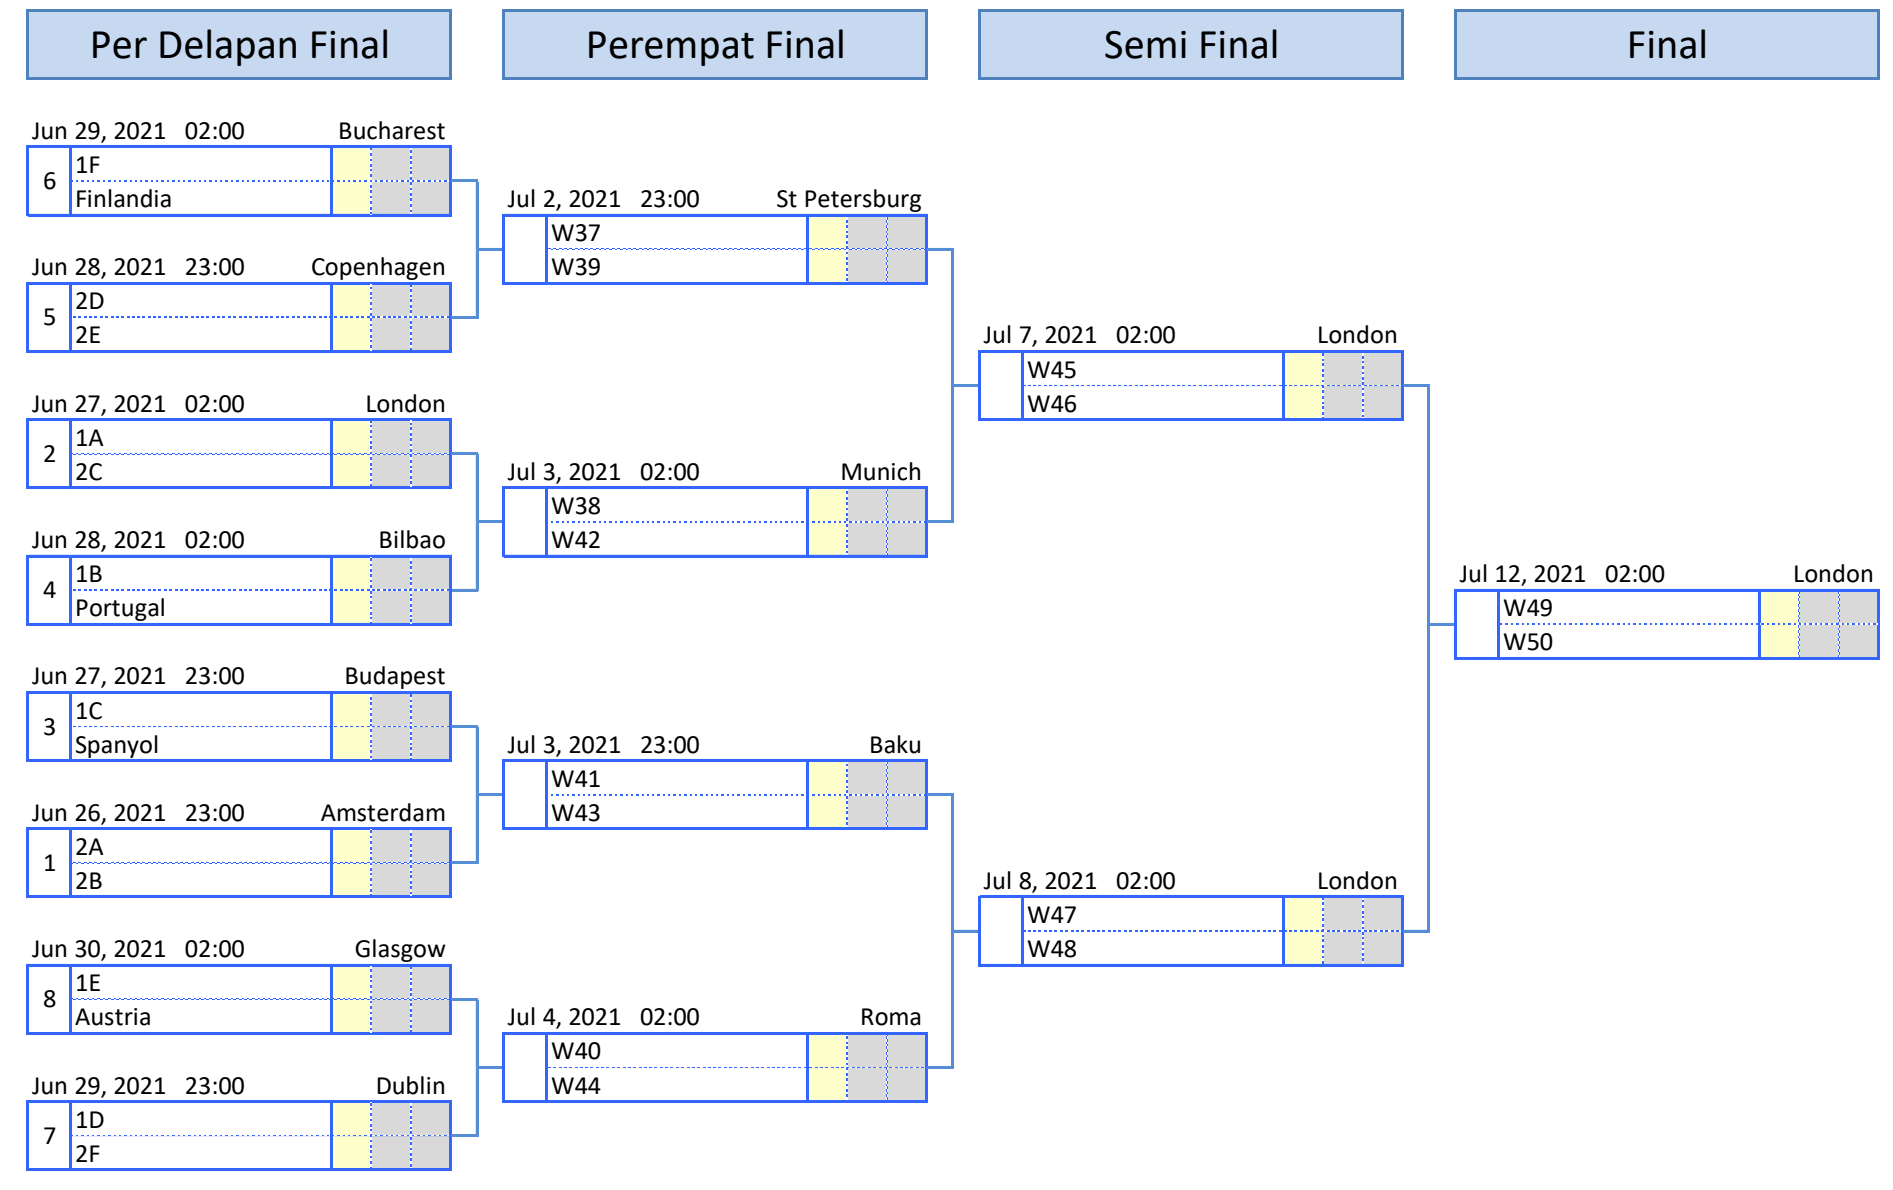 Per Delapan Final
Perempat Final
Semi Final
Final
Jun 29, 2021 02:00 Bucharest
6
1F
Finlandia
Jun 28, 2021 23:00 Copenhagen
5
2D
2E
Jun 27, 2021 02:00 London
2
1A
2C
Jun 28, 2021 02:00 Bilbao
4
1B
Portugal
Jun 27, 2021 23:00 Budapest
3
1C
Spanyol
Jun 26, 2021 23:00 Amsterdam
1
2A
2B
Jun 30, 2021 02:00 Glasgow
8
1E
Austria
Jun 29, 2021 23:00 Dublin
7
1D
2F
Jul 2, 2021 23:00 St Petersburg
W37
W39
Jul 3, 2021 02:00 Munich
W38
W42
Jul 3, 2021 23:00 Baku
W41
W43
Jul 4, 2021 02:00 Roma
W40
W44
Jul 7, 2021 02:00 London
W45
W46
Jul 8, 2021 02:00 London
W47
W48
Jul 12, 2021 02:00 London
W49
W50